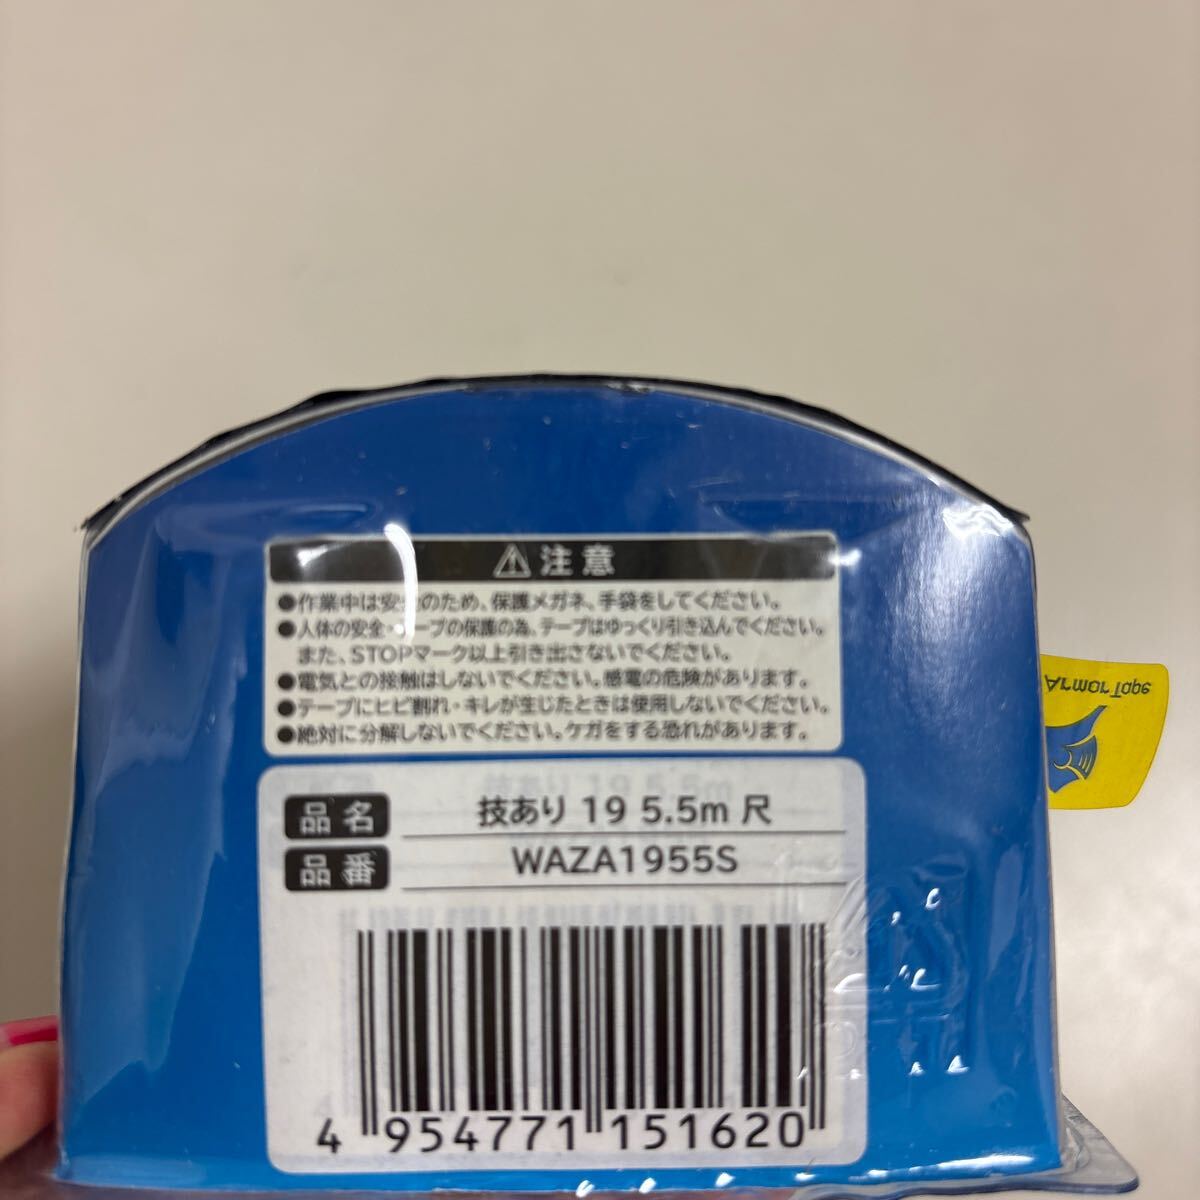 ⚠注意
●作業中は安全のため、保護メガネ、手袋をしてください。
●人体の安全・テープの保護の為、テープはゆっくり引き込んでください。
また、STOPマーク以上引き出さないでください。
●電気との接触はしないでください。感電の危険があります。
●テープにヒビ割れ・キレが生じたときは使用しないでください。
●絶対に分解しないでください。ケガをする恐れがあります。
品名 技あり 19 5.5m 尺
品番 WAZA1955S
4 954771 151620
Armor Tape